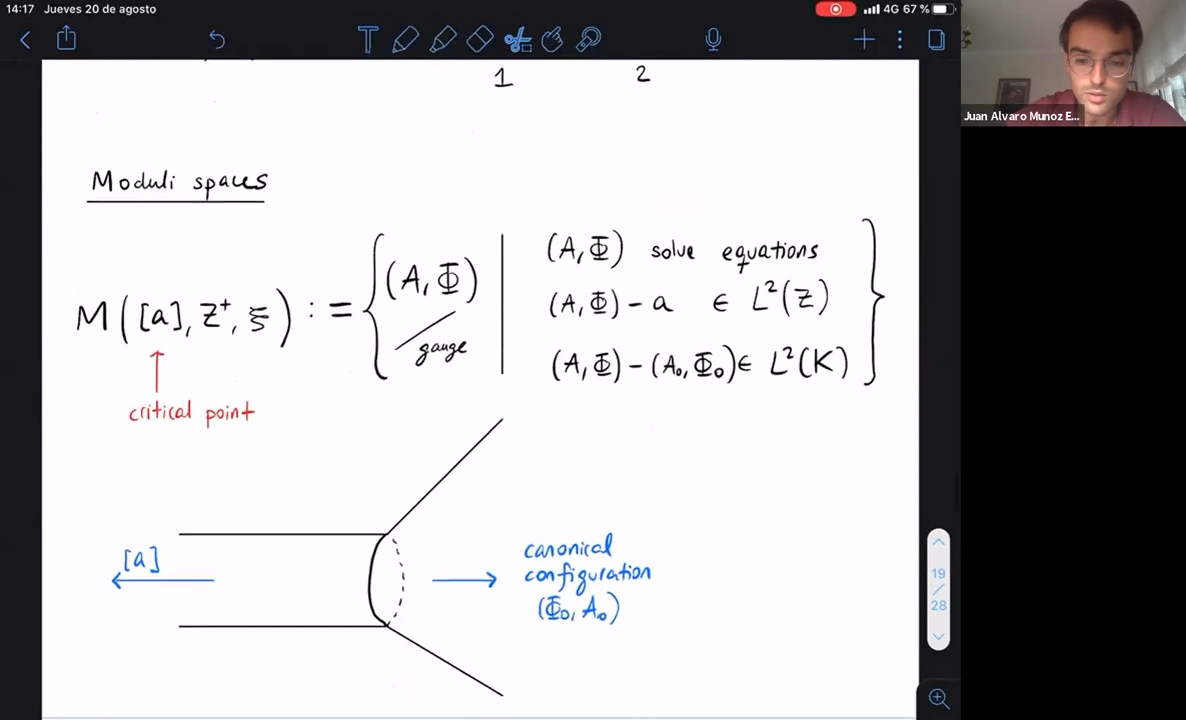 14:17 Jueves 20 de agosto 4G 67 %
T
1 2
Moduli spaces
M([a], Z⁺, ξ) := { (A, Φ) / gauge | (A, Φ) solve equations
(A, Φ) - a ∈ L²(Z)
(A, Φ) - (A₀, Φ₀) ∈ L²(K) }
critical point
[a]
canonical
configuration
(Φ₀, A₀)
19
/
28
Juan Alvaro Munoz E...